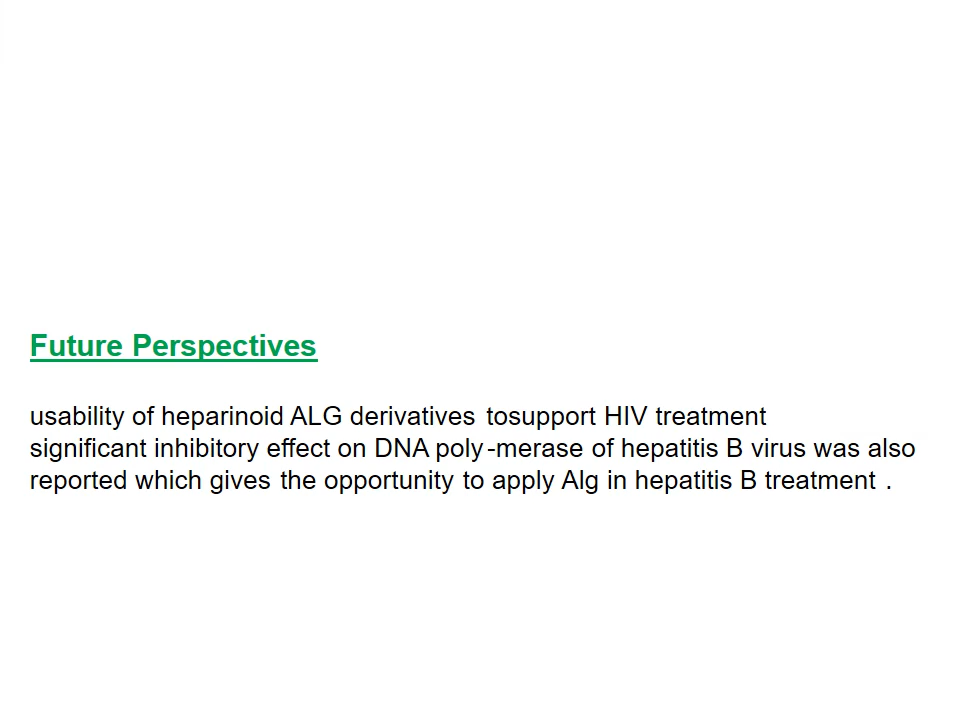 Future Perspectives
usability of heparinoid ALG derivatives tosupport HIV treatment
significant inhibitory effect on DNA poly-merase of hepatitis B virus was also
reported which gives the opportunity to apply Alg in hepatitis B treatment .